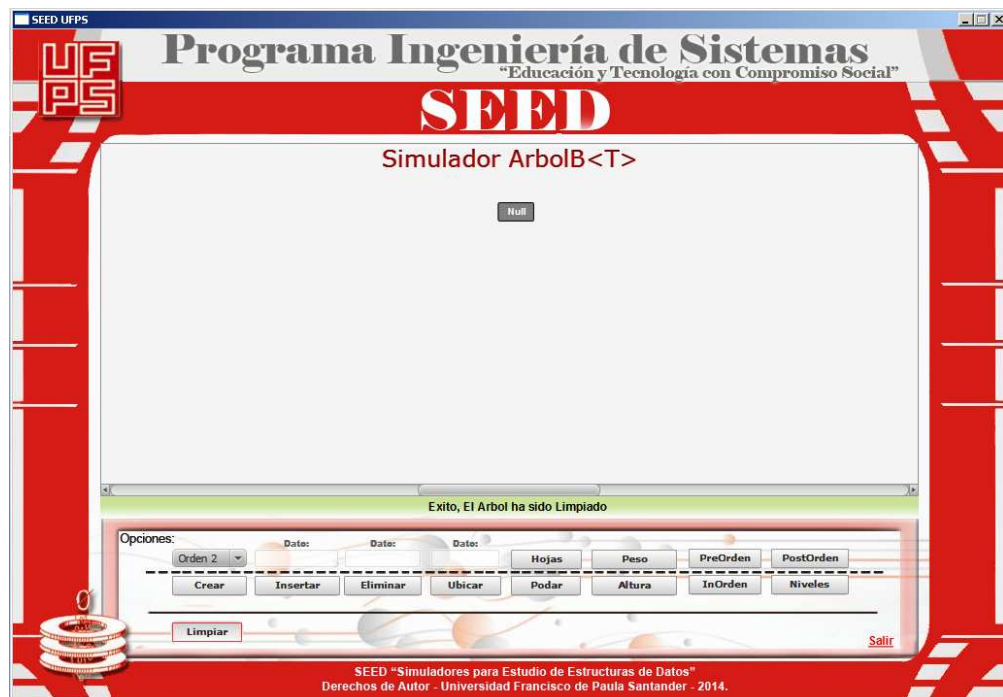 SEED UFPS
UFPS
Programa Ingeniería de Sistemas
“Educación y Tecnología con Compromiso Social”
SEED
Simulador ArbolB<T>
Null
Exito, El Arbol ha sido Limpiado
Opciones:
Dato: Dato: Dato:
Orden 2 Hojas Peso PreOrden PostOrden
Crear Insertar Eliminar Ubicar Podar Altura InOrden Niveles
Limpiar
Salir
SEED “Simuladores para Estudio de Estructuras de Datos”
Derechos de Autor - Universidad Francisco de Paula Santander - 2014.